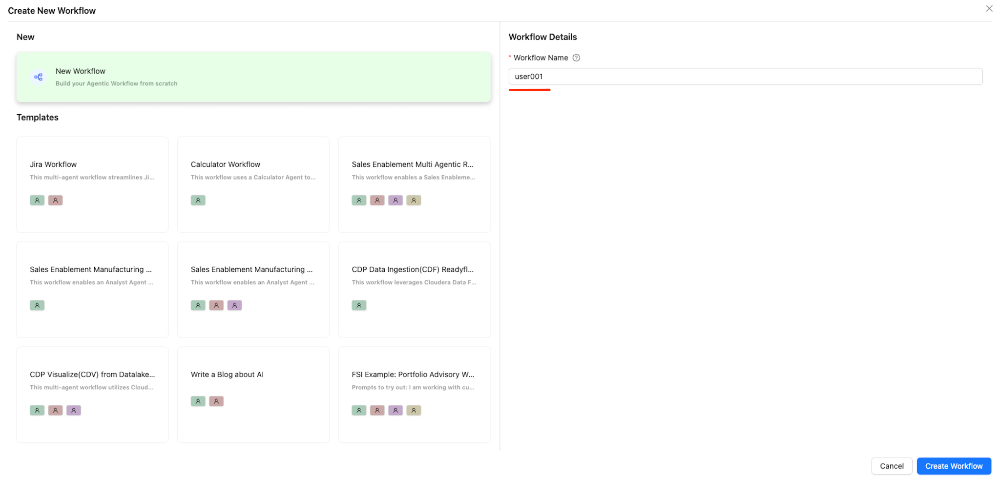 Create New Workflow
New
New Workflow
Build your Agentic Workflow from scratch
Templates
Jira Workflow
This multi-agent workflow streamlines Ji...
Calculator Workflow
This workflow uses a Calculator Agent to...
Sales Enablement Multi Agentic R...
This workflow enables a Sales Enableme...
Sales Enablement Manufacturing ...
This workflow enables an Analyst Agent ...
Sales Enablement Manufacturing ...
This workflow enables an Analyst Agent ...
CDP Data Ingestion(CDF) Readyfl...
This workflow leverages Cloudera Data F...
CDP Visualize(CDV) from Datalake...
This multi-agent workflow utilizes Cloud...
Write a Blog about AI
FSI Example: Portfolio Advisory W...
Prompts to try out: I am working with cu...
Workflow Details
* Workflow Name
user001
Cancel
Create Workflow